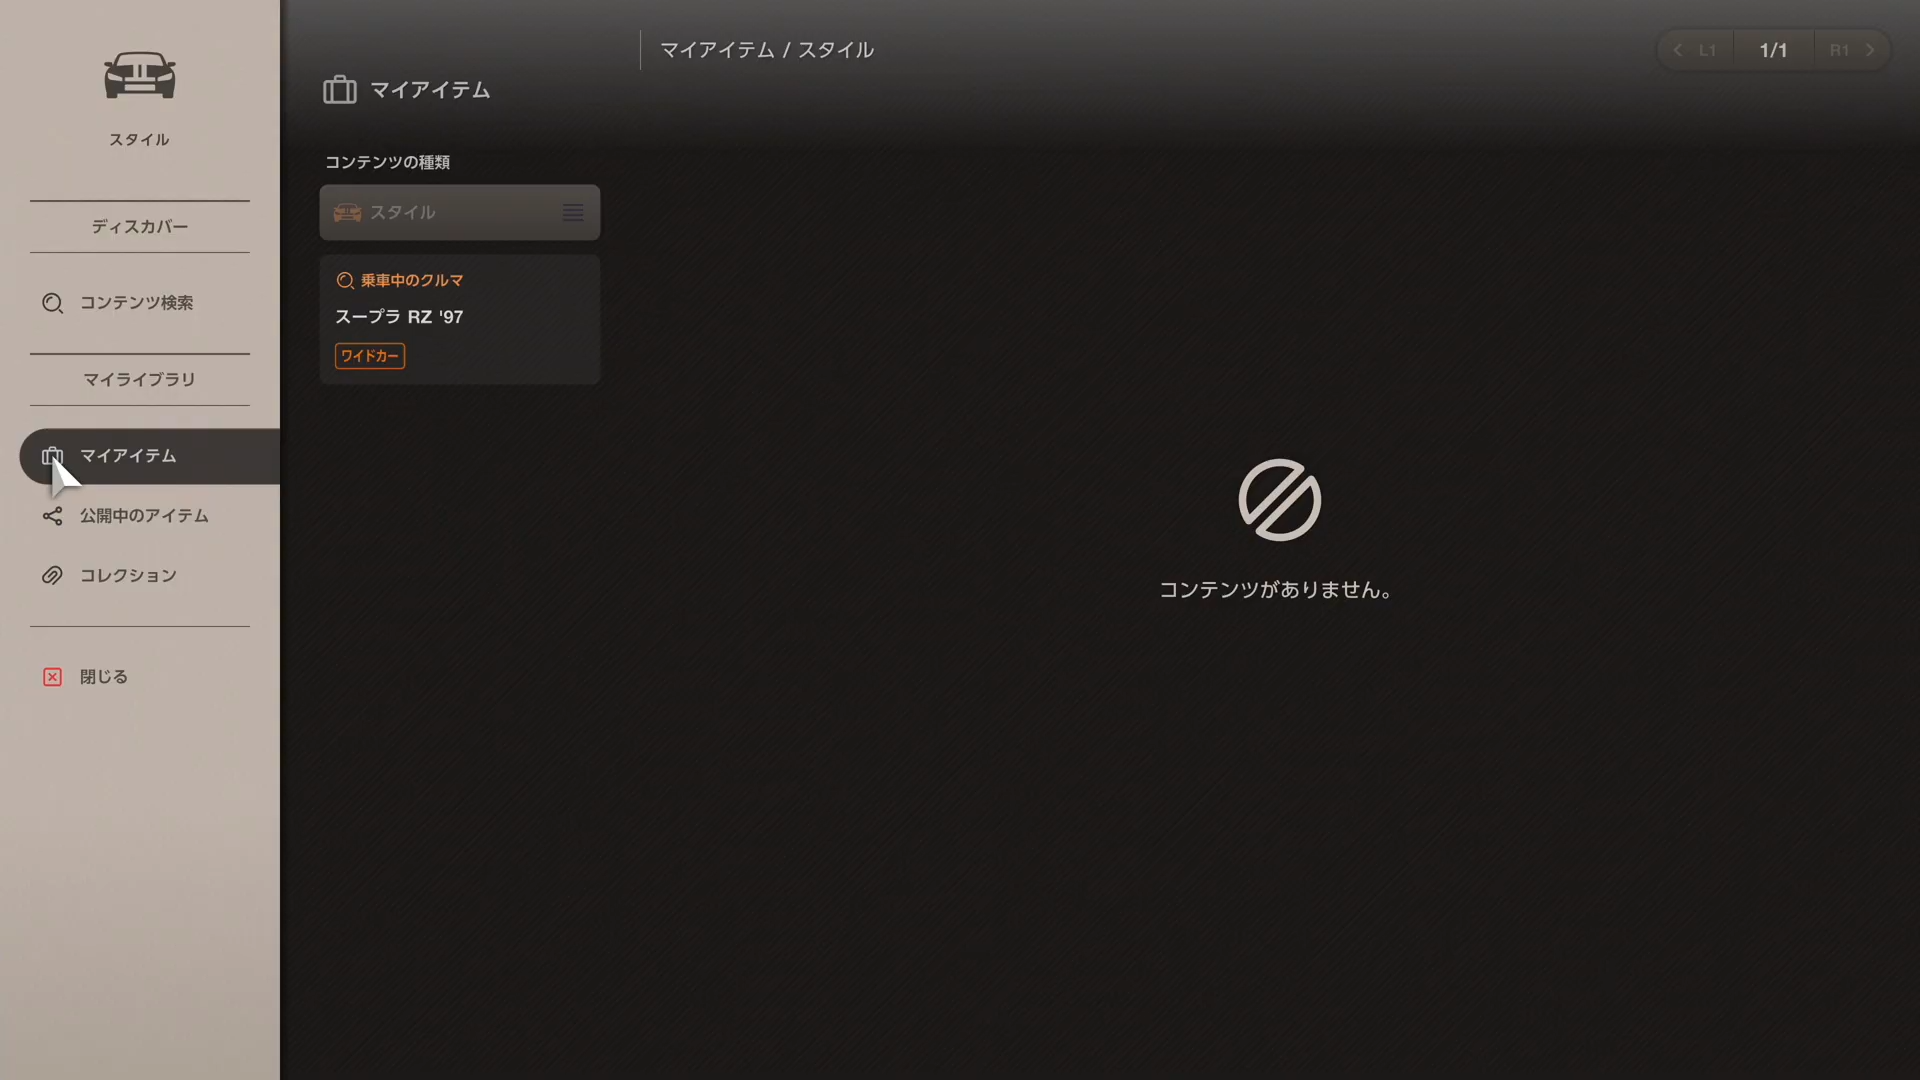 スタイル
ディスカバー
コンテンツ検索
マイライブラリ
マイアイテム
公開中のアイテム
コレクション
閉じる
マイアイテム
コンテンツの種類
スタイル
乗車中のクルマ
スープラ RZ '97
ワイドカー
マイアイテム / スタイル
L1 1/1 R1
コンテンツがありません。